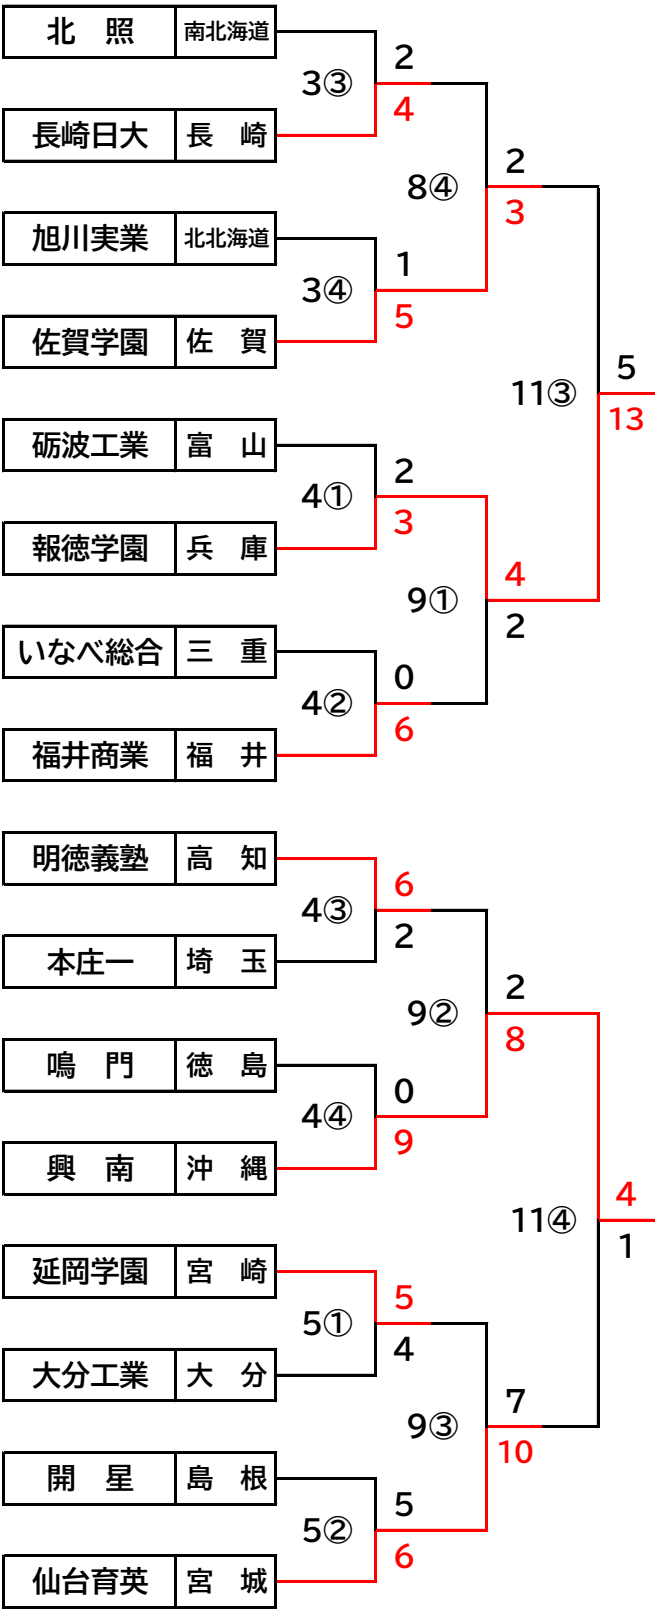 北　照 南北海道
2
3③
4
長崎日大 長　崎
2
8④
3
旭川実業 北北海道
1
3④
5
佐賀学園 佐　賀
5
11③
13
砺波工業 富　山
2
4①
3
報徳学園 兵　庫
4
9①
2
いなべ総合 三　重
0
4②
6
福井商業 福　井
明徳義塾 高　知
6
4③
2
本庄一 埼　玉
2
9②
8
鳴　門 徳　島
0
4④
9
興　南 沖　縄
4
11④
1
延岡学園 宮　崎
5
5①
4
大分工業 大　分
7
9③
10
開　星 島　根
5
5②
6
仙台育英 宮　城